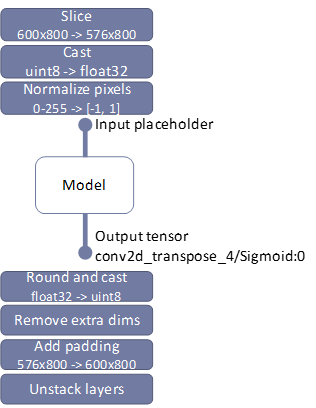 Slice
600x800 -> 576x800
Cast
uint8 -> float32
Normalize pixels
0-255 -> [-1, 1]
Input placeholder
Model
Output tensor
conv2d_transpose_4/Sigmoid:0
Round and cast
float32 -> uint8
Remove extra dims
Add padding
576x800 -> 600x800
Unstack layers